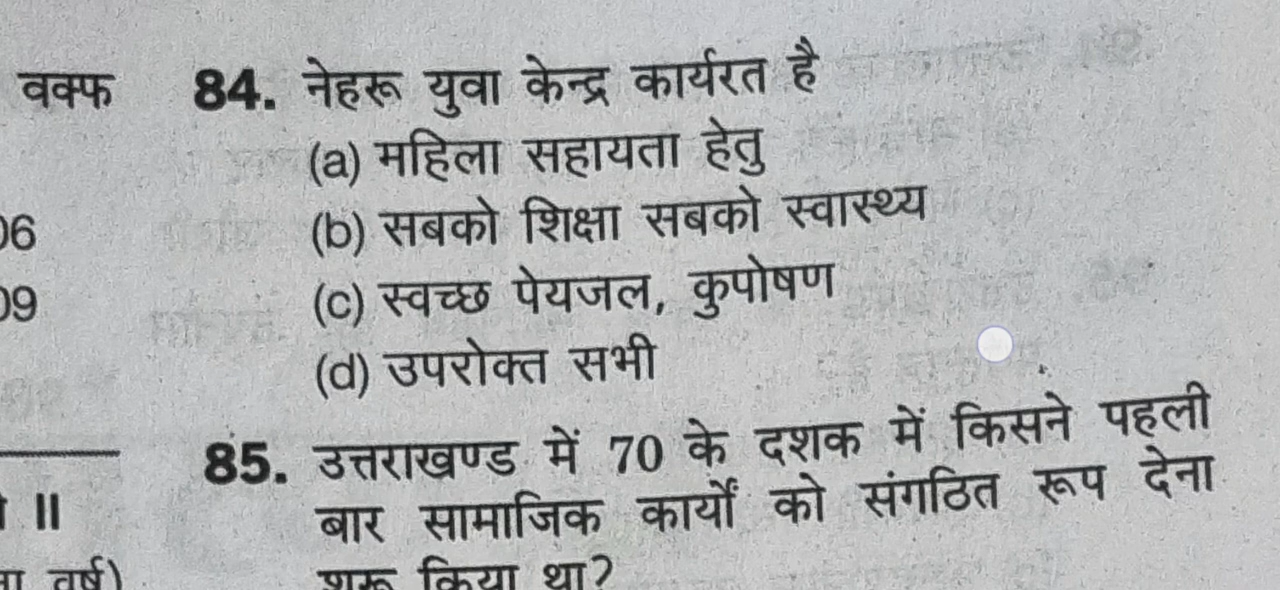 वक्फ
06
09
II
वर्ष)
84. नेहरू युवा केन्द्र कार्यरत है
(a) महिला सहायता हेतु
(b) सबको शिक्षा सबको स्वास्थ्य
(c) स्वच्छ पेयजल, कुपोषण
(d) उपरोक्त सभी
85. उत्तराखण्ड में 70 के दशक में किसने पहली
बार सामाजिक कार्यों को संगठित रूप देना
शुरू किया था?